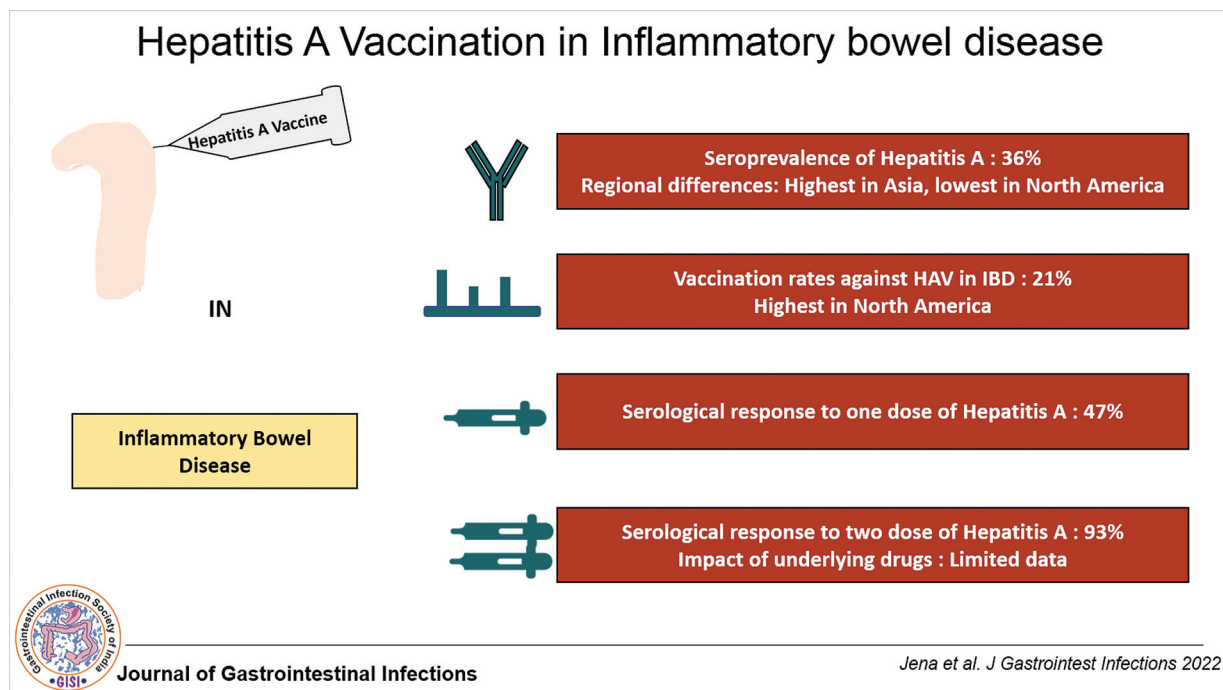 Hepatitis A Vaccination in Inflammatory bowel disease
Hepatitis A Vaccine
IN
Inflammatory Bowel
Disease
Seroprevalence of Hepatitis A : 36%
Regional differences: Highest in Asia, lowest in North America
Vaccination rates against HAV in IBD : 21%
Highest in North America
Serological response to one dose of Hepatitis A : 47%
Serological response to two dose of Hepatitis A : 93%
Impact of underlying drugs : Limited data
Gastrointestinal Infection Society of India
GISI
Journal of Gastrointestinal Infections
Jena et al. J Gastrointest Infections 2022